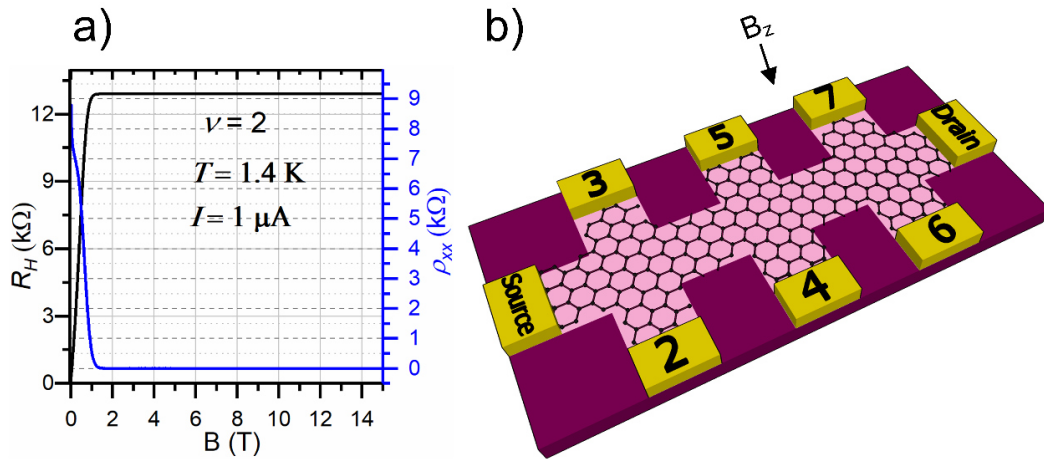 a)
ν = 2
T = 1.4 K
I = 1 μA
R_H (kΩ)
12
9
6
3
0
ρ_xx (kΩ)
9
8
7
6
5
4
3
2
1
0
0 2 4 6 8 10 12 14
B (T)
b)
B_z
7
Drain
5
3
6
Source
4
2